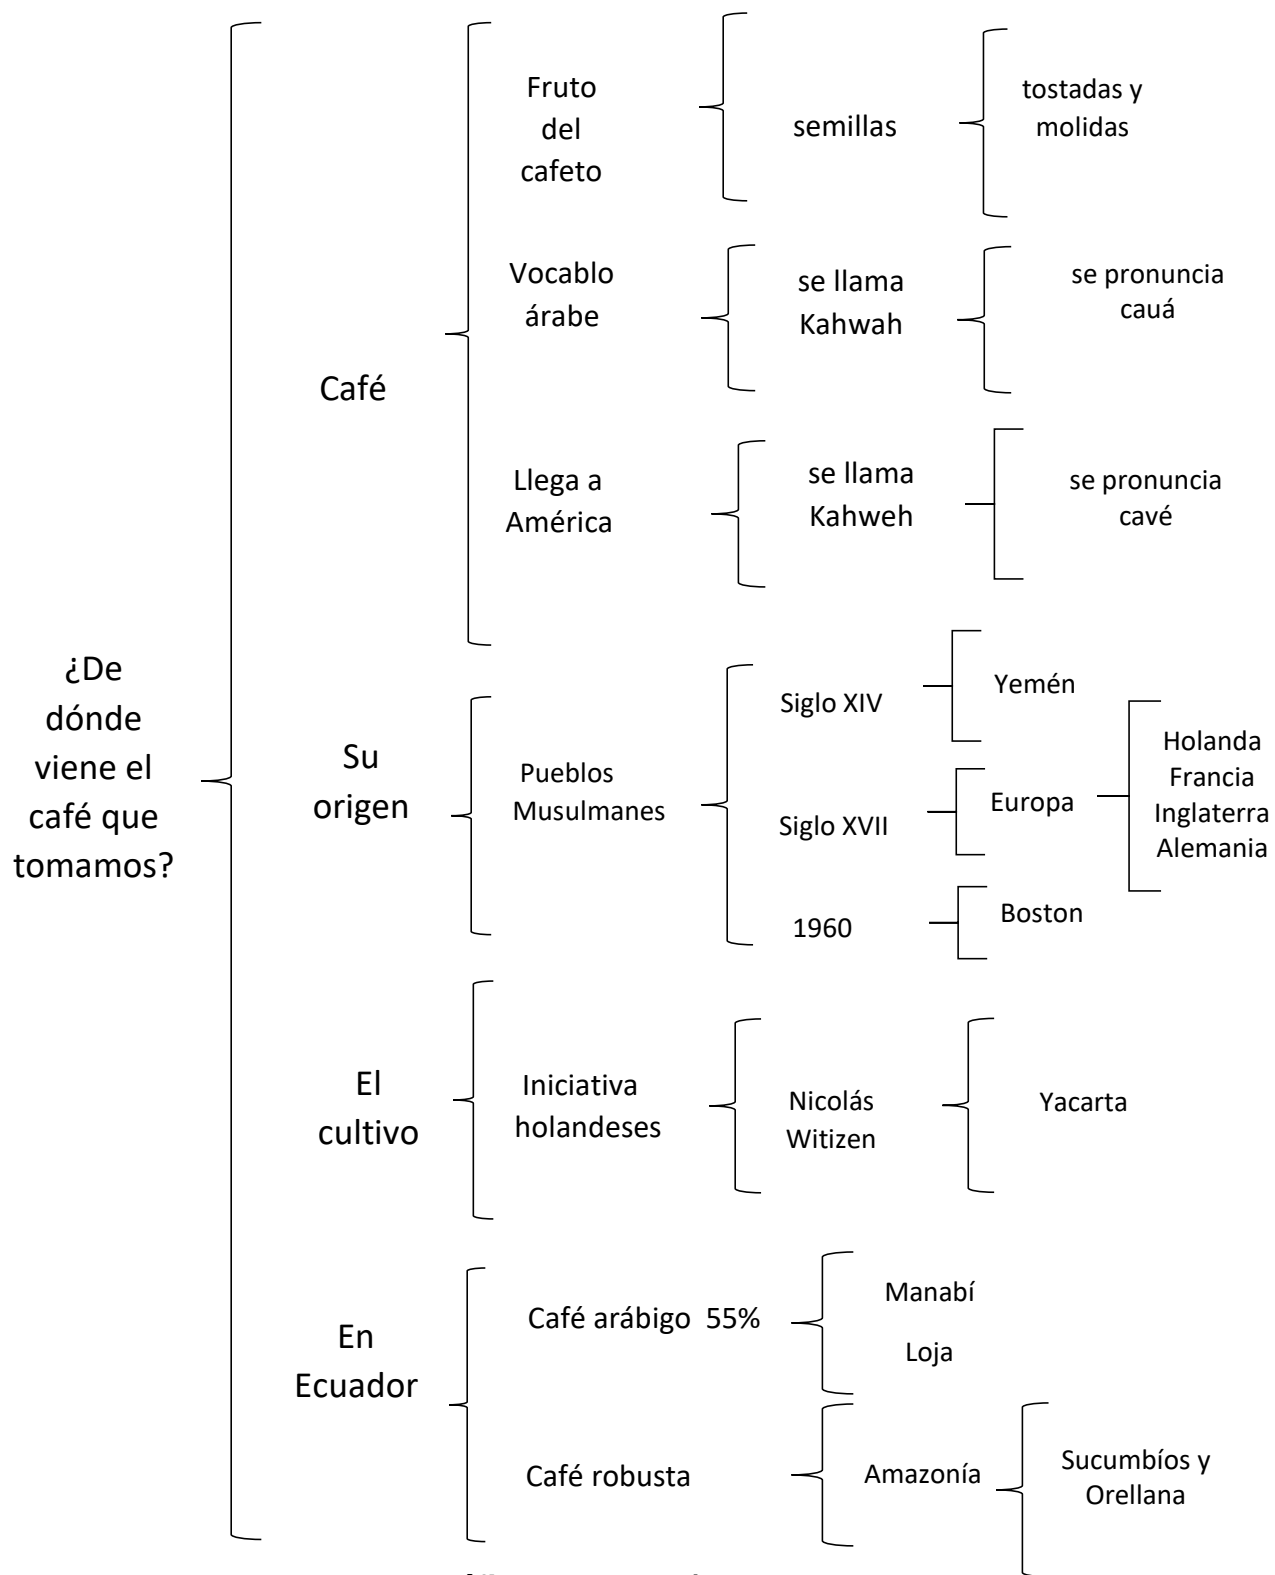 ¿De
dónde
viene el
café que
tomamos?
Café
Fruto
del
cafeto
semillas
tostadas y
molidas
Vocablo
árabe
se llama
Kahwah
se pronuncia
cauá
Llega a
América
se llama
Kahweh
se pronuncia
cavé
Su
origen
Pueblos
Musulmanes
Siglo XIV
Yemén
Siglo XVII
Europa
Holanda
Francia
Inglaterra
Alemania
1960
Boston
El
cultivo
Iniciativa
holandeses
Nicolás
Witizen
Yacarta
En
Ecuador
Café arábigo 55%
Manabí
Loja
Café robusta
Amazonía
Sucumbíos y
Orellana